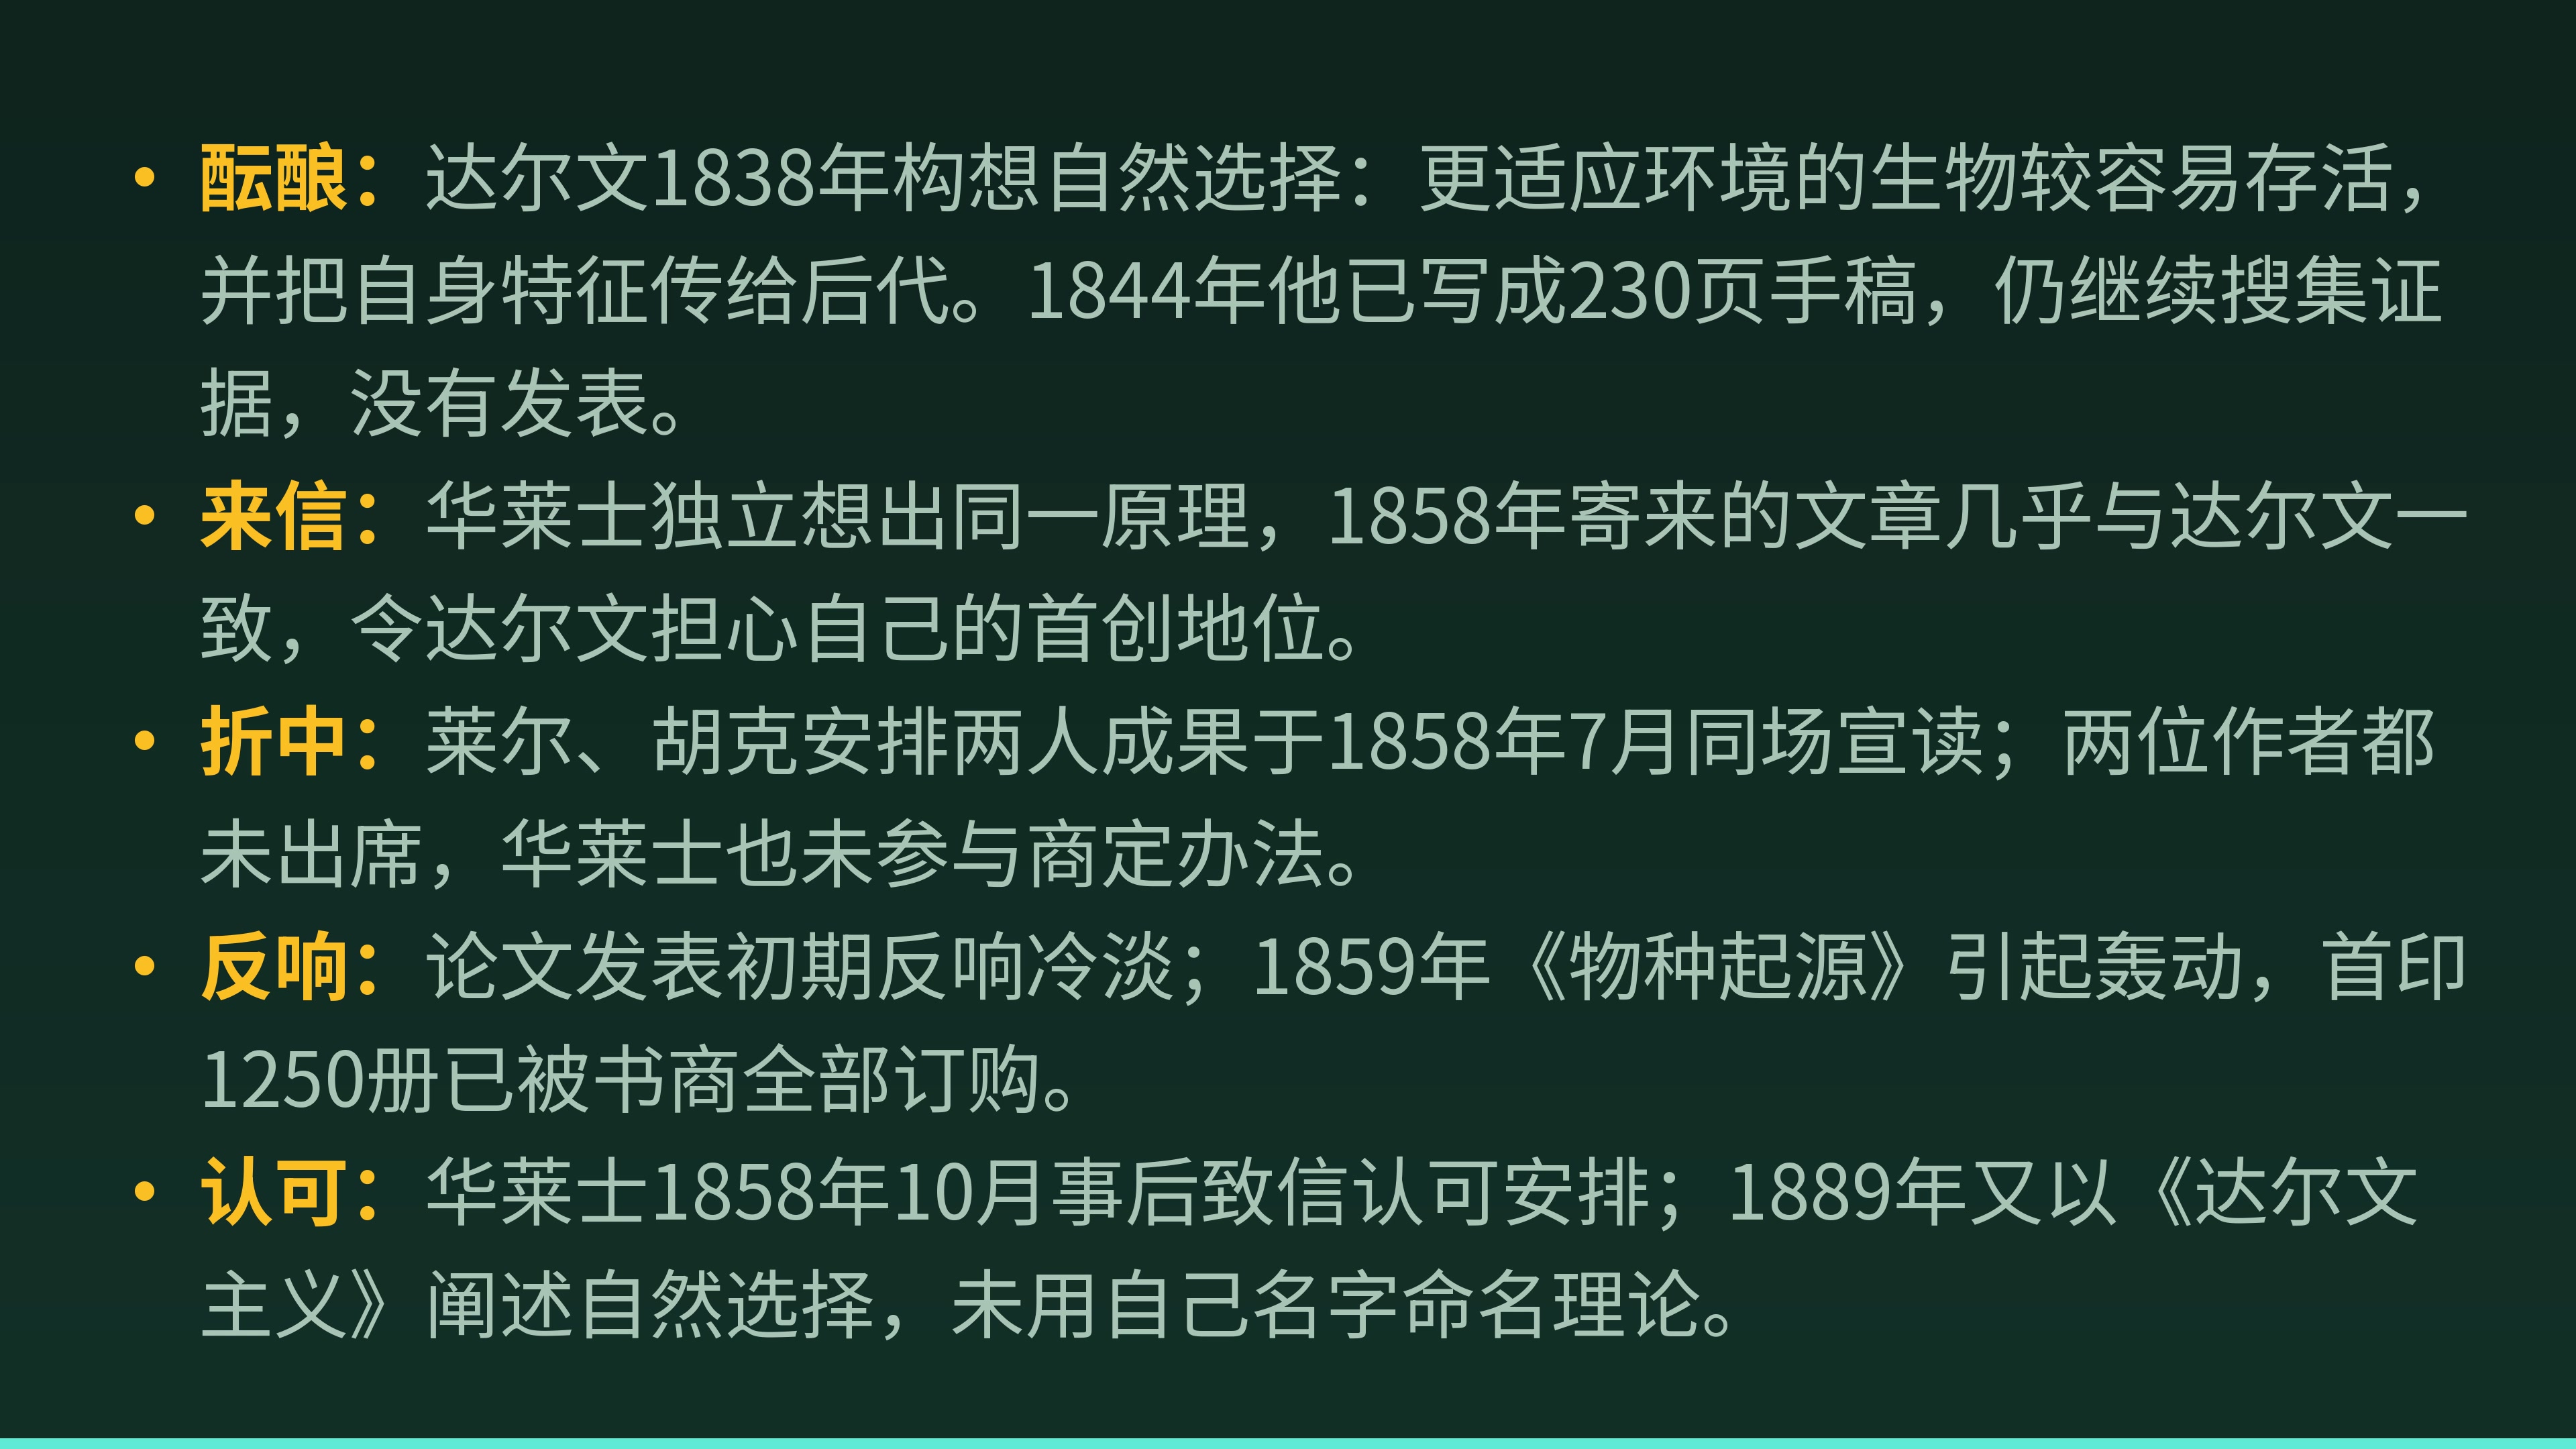 • 酝酿：达尔文1838年构想自然选择：更适应环境的生物较容易存活，
并把自身特征传给后代。1844年他已写成230页手稿，仍继续搜集证
据，没有发表。
• 来信：华莱士独立想出同一原理，1858年寄来的文章几乎与达尔文一
致，令达尔文担心自己的首创地位。
• 折中：莱尔、胡克安排两人成果于1858年7月同场宣读；两位作者都
未出席，华莱士也未参与商定办法。
• 反响：论文发表初期反响冷淡；1859年《物种起源》引起轰动，首印
1250册已被书商全部订购。
• 认可：华莱士1858年10月事后致信认可安排；1889年又以《达尔文
主义》阐述自然选择，未用自己名字命名理论。